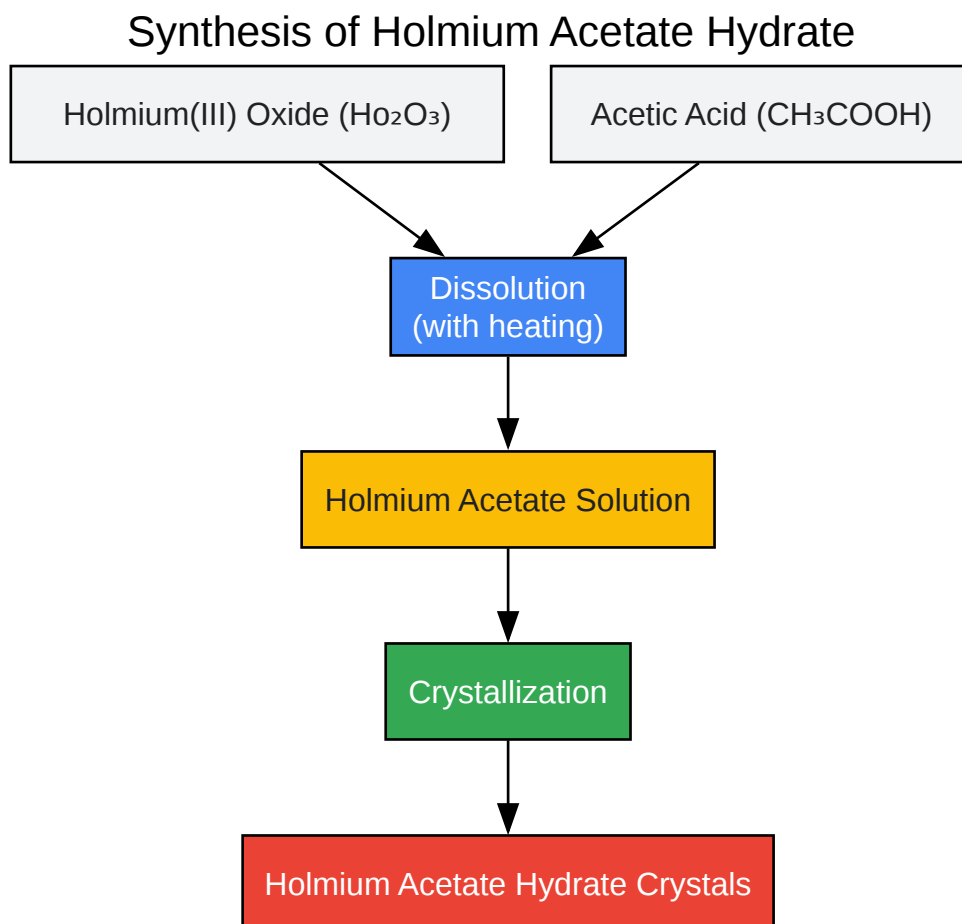 Synthesis of Holmium Acetate Hydrate
Holmium(III) Oxide (Ho₂O₃)
Acetic Acid (CH₃COOH)
Dissolution
(with heating)
Holmium Acetate Solution
Crystallization
Holmium Acetate Hydrate Crystals